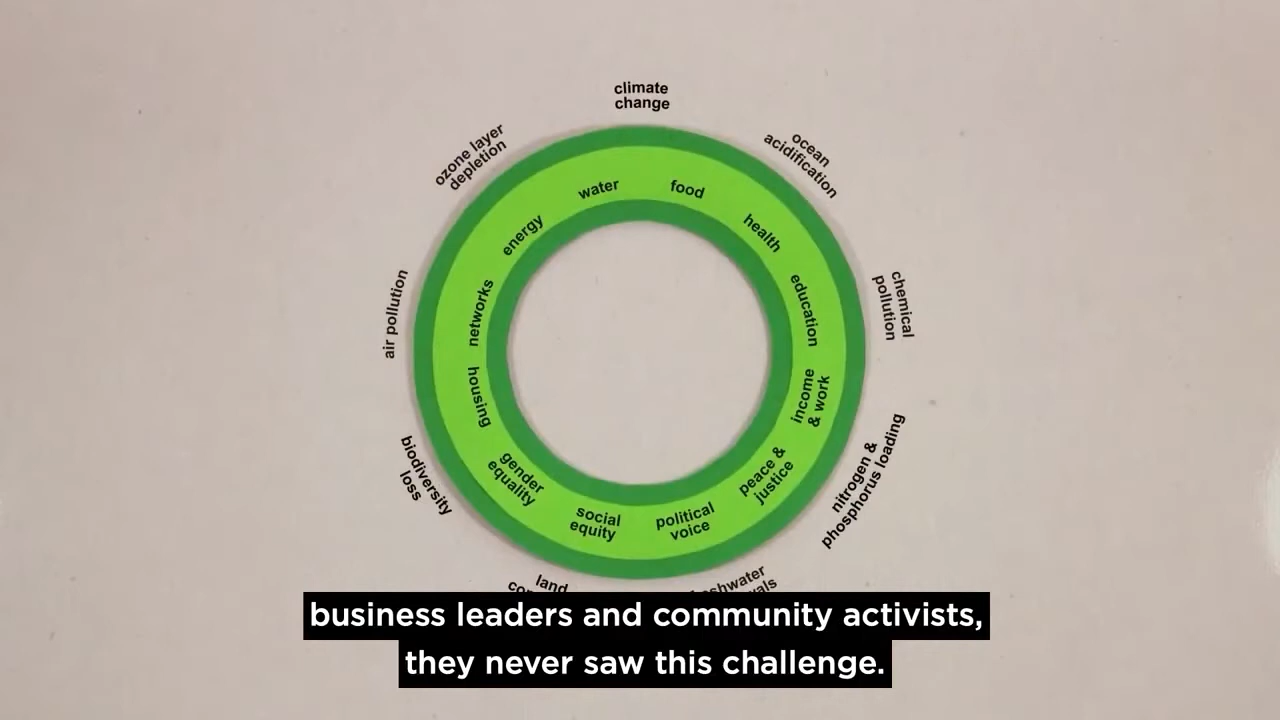 climate
change
ocean
acidification
chemical
pollution
nitrogen &
phosphorus loading
land
biodiversity
loss
air pollution
ozone layer
depletion
water
food
health
education
income
& work
peace &
justice
political
voice
social
equity
gender
equality
housing
networks
energy
business leaders and community activists,
they never saw this challenge.